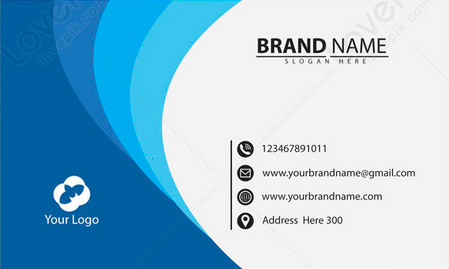 BRAND NAME
SLOGAN HERE
123467891011
www.yourbrandname@gmail.com
www.yourbrandname.com
Address Here 300
Your Logo